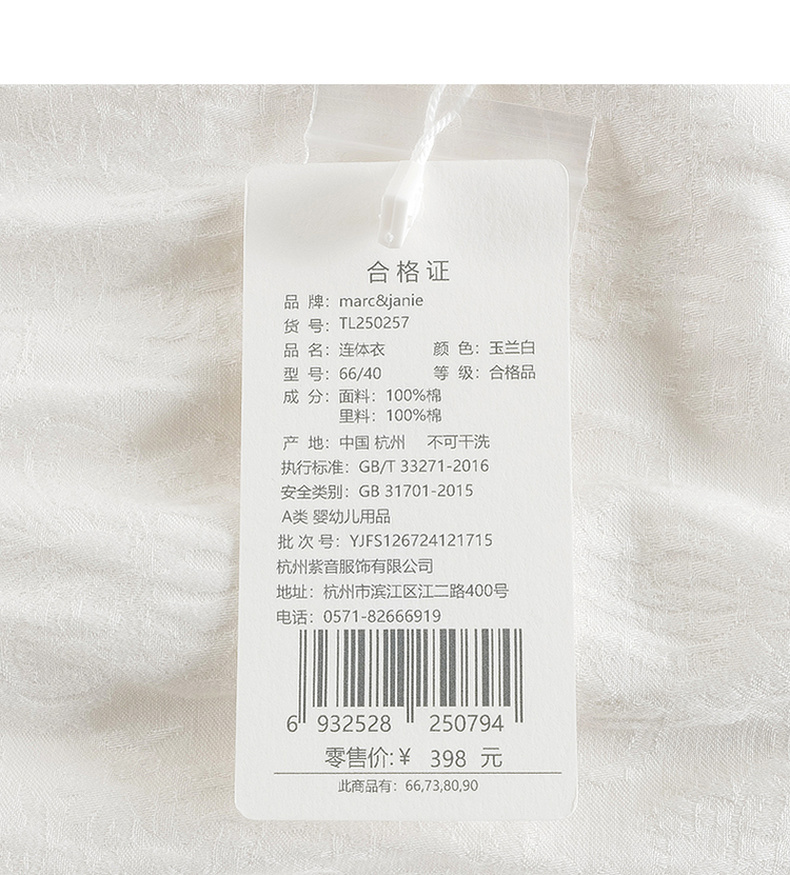 合格证
品 牌：marc&janie
货 号：TL250257
品 名：连体衣 颜 色：玉兰白
型 号：66/40 等 级：合格品
成 分：面料：100%棉
里料：100%棉
产 地：中国 杭州 不可干洗
执行标准：GB/T 33271-2016
安全类别：GB 31701-2015
A类 婴幼儿用品
批 次 号：YJFS126724121715
杭州紫音服饰有限公司
地址：杭州市滨江区江二路400号
电话：0571-82666919
6 932528 250794
零售价:¥ 398 元
此商品有：66,73,80,90